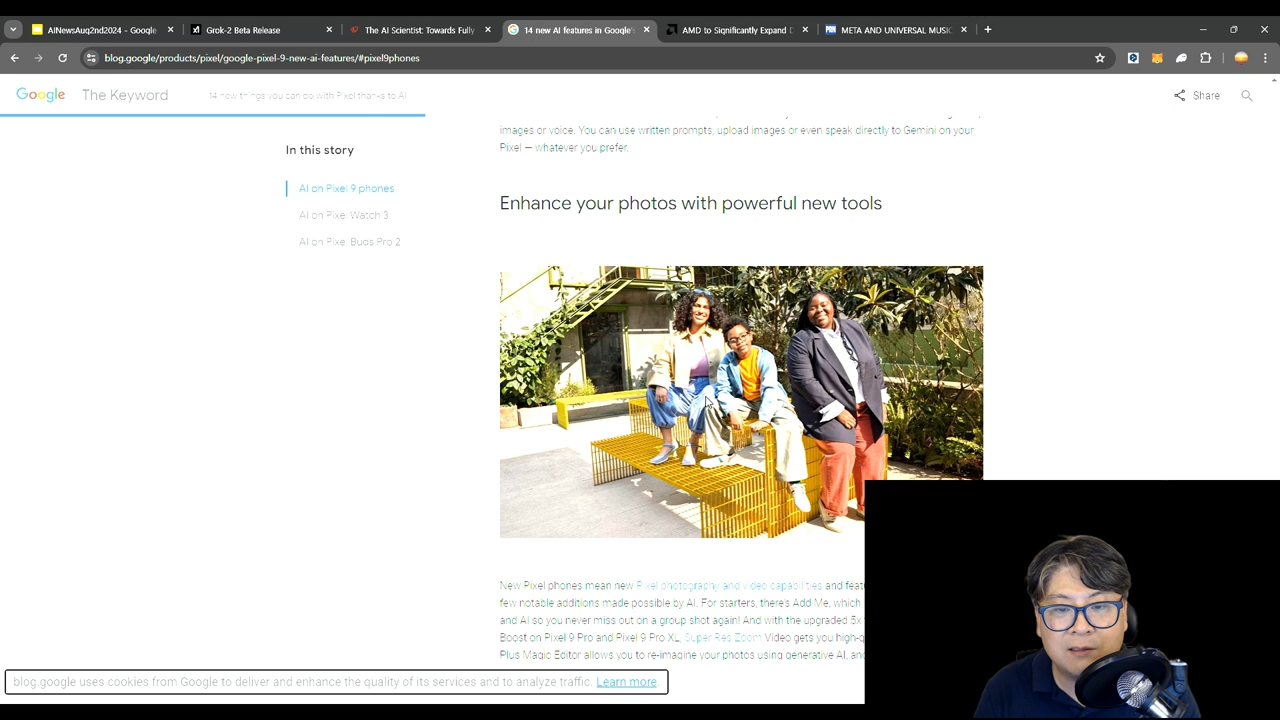 AINewsAug2nd2024 - Google
Grok-2 Beta Release
The AI Scientist: Towards Fully
14 new AI features in Google's
AMD to Significantly Expand D
META AND UNIVERSAL MUSIC
blog.google/products/pixel/google-pixel-9-new-ai-features/#pixel9phones
Google The Keyword
14 new things you can do with Pixel thanks to AI
Share
images or voice. You can use written prompts, upload images or even speak directly to Gemini on your
Pixel — whatever you prefer.
In this story
AI on Pixel 9 phones
AI on Pixel Watch 3
AI on Pixel Buds Pro 2
Enhance your photos with powerful new tools
New Pixel phones mean new Pixel photography and video capabilities and
few notable additions made possible by AI. For starters, there's Add Me, which
and AI so you never miss out on a group shot again! And with the upgraded 5x
Boost on Pixel 9 Pro and Pixel 9 Pro XL, Super Res Zoom Video gets you
Plus Magic Editor allows you to re-imagine your photos using generative AI,
blog.google uses cookies from Google to deliver and enhance the quality of its services and to analyze traffic. Learn more.